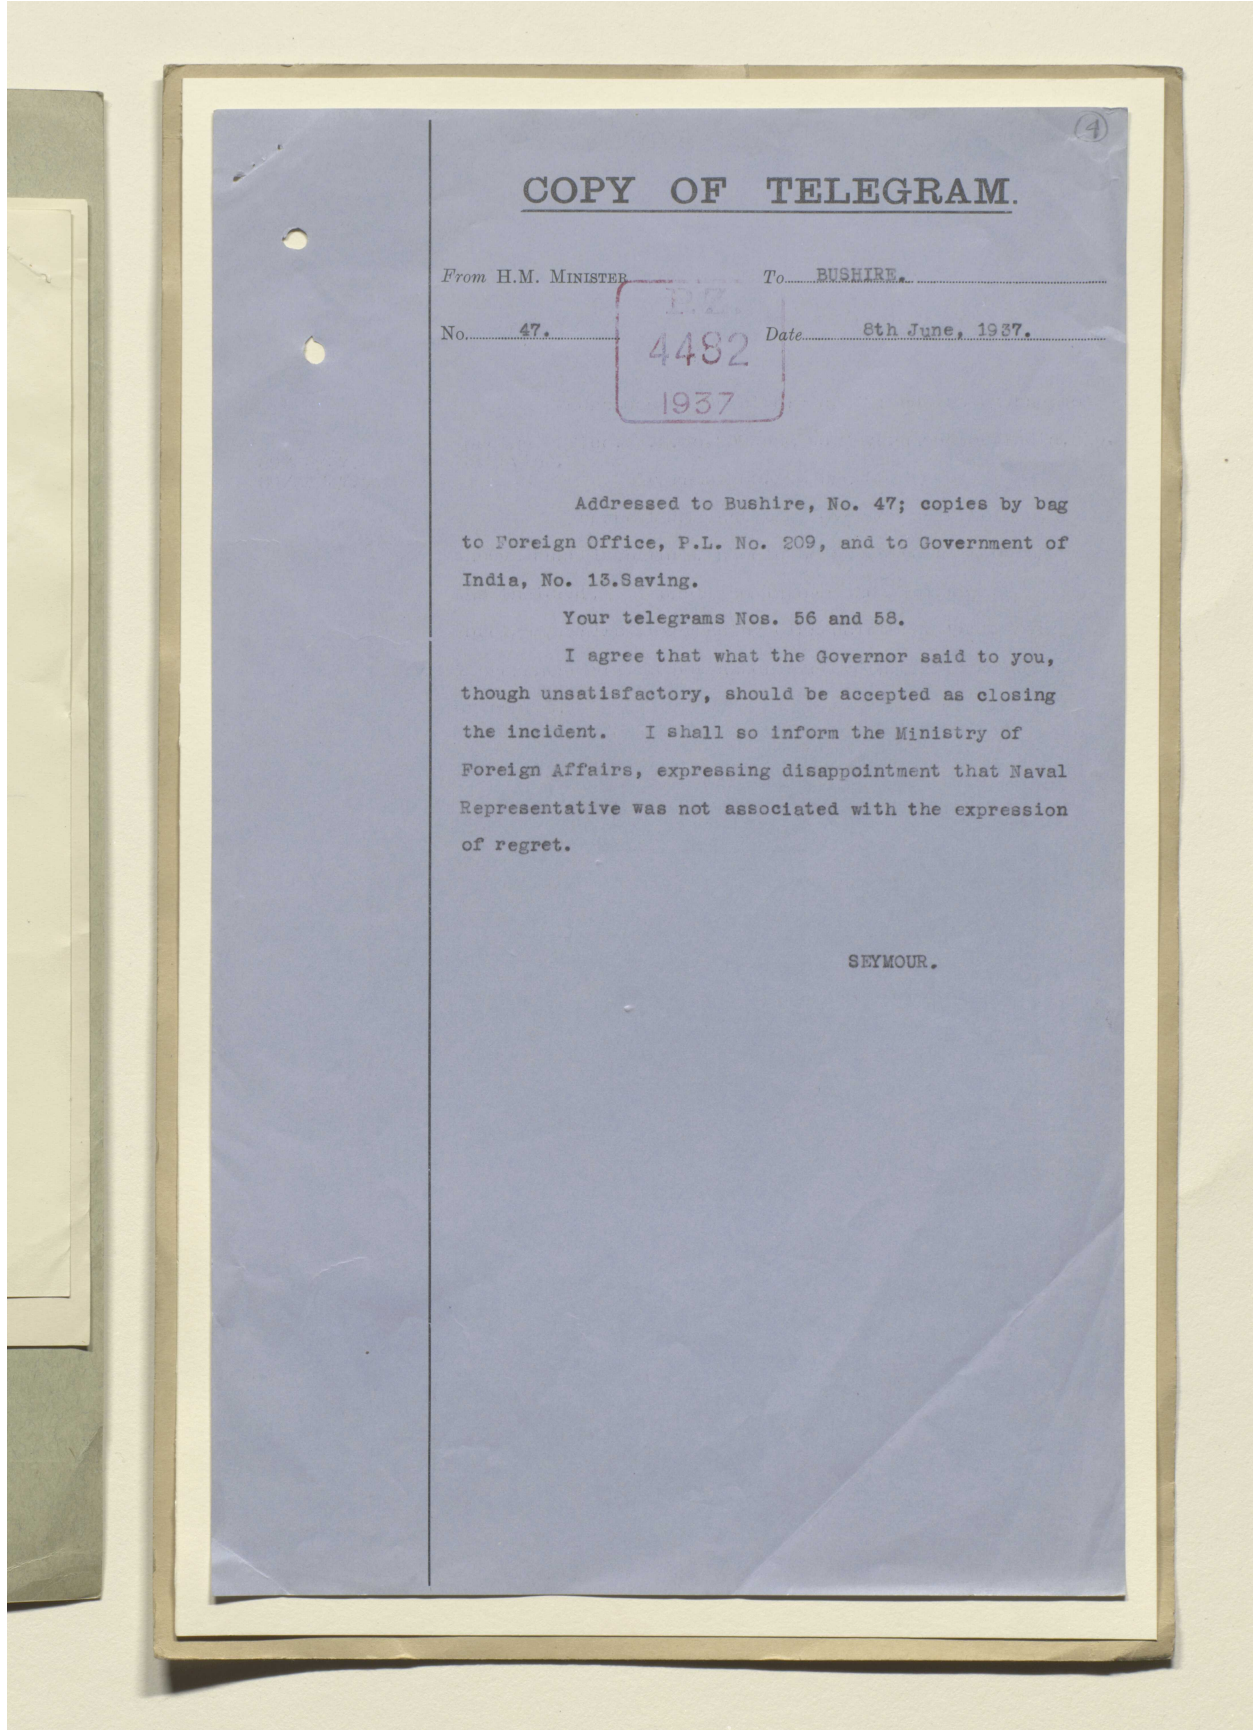 4
COPY OF TELEGRAM.
From H.M. MINISTER To BUSHIRE.
P.Z.
No. 47. Date 8th June, 1937.
4482
1937
Addressed to Bushire, No. 47; copies by bag
to Foreign Office, P.L. No. 209, and to Government of
India, No. 13.Saving.
Your telegrams Nos. 56 and 58.
I agree that what the Governor said to you,
though unsatisfactory, should be accepted as closing
the incident. I shall so inform the Ministry of
Foreign Affairs, expressing disappointment that Naval
Representative was not associated with the expression
of regret.
SEYMOUR.